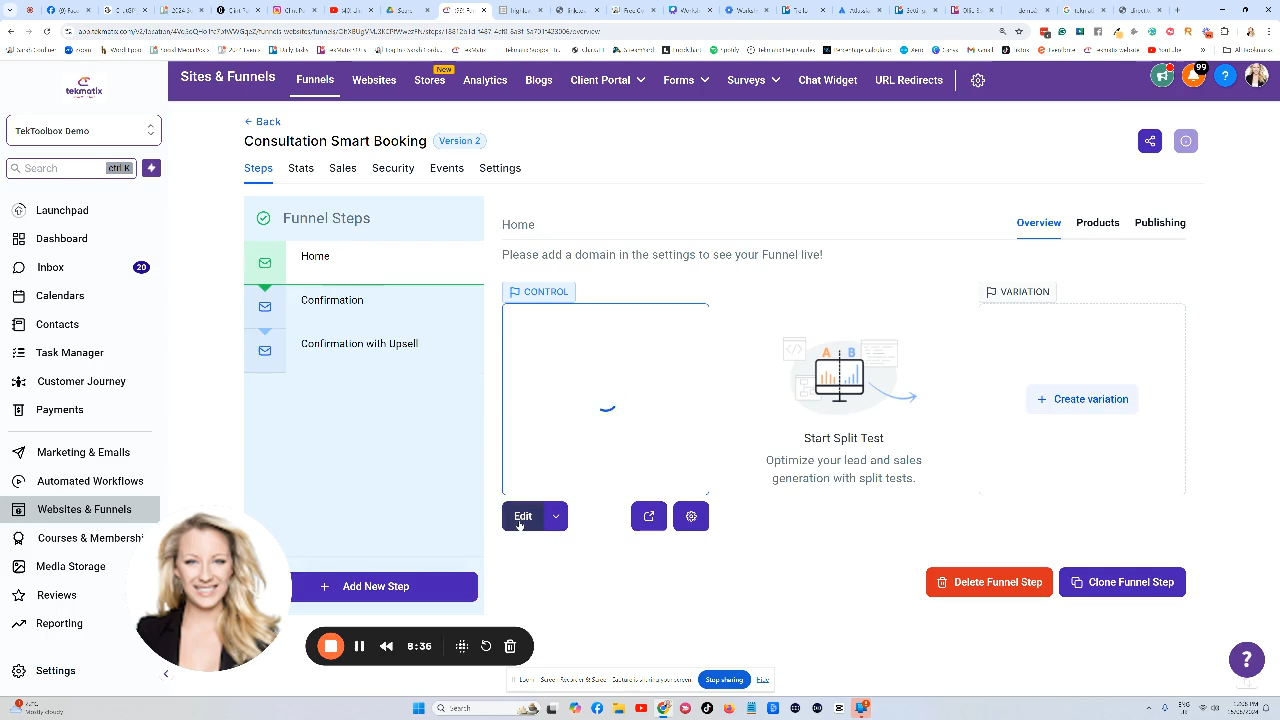 Sites & Funnels
Funnels
Websites
Stores
New
Analytics
Blogs
Client Portal
Forms
Surveys
Chat Widget
URL Redirects
99
tekmatix
TekToolbox Demo
Search
ctrl K
Launchpad
Dashboard
Inbox
20
Calendars
Contacts
Task Manager
Customer Journey
Payments
Marketing & Emails
Automated Workflows
Websites & Funnels
Courses & Membershi
Media Storage
Reviews
Reporting
Settings
← Back
Consultation Smart Booking
Version 2
Steps
Stats
Sales
Security
Events
Settings
Funnel Steps
Home
Confirmation
Confirmation with Upsell
+ Add New Step
Home
Overview
Products
Publishing
Please add a domain in the settings to see your Funnel live!
CONTROL
Edit
A B
Start Split Test
Optimize your lead and sales
generation with split tests.
VARIATION
+ Create variation
Delete Funnel Step
Clone Funnel Step
8:36
Stop sharing
Hide
?
Search